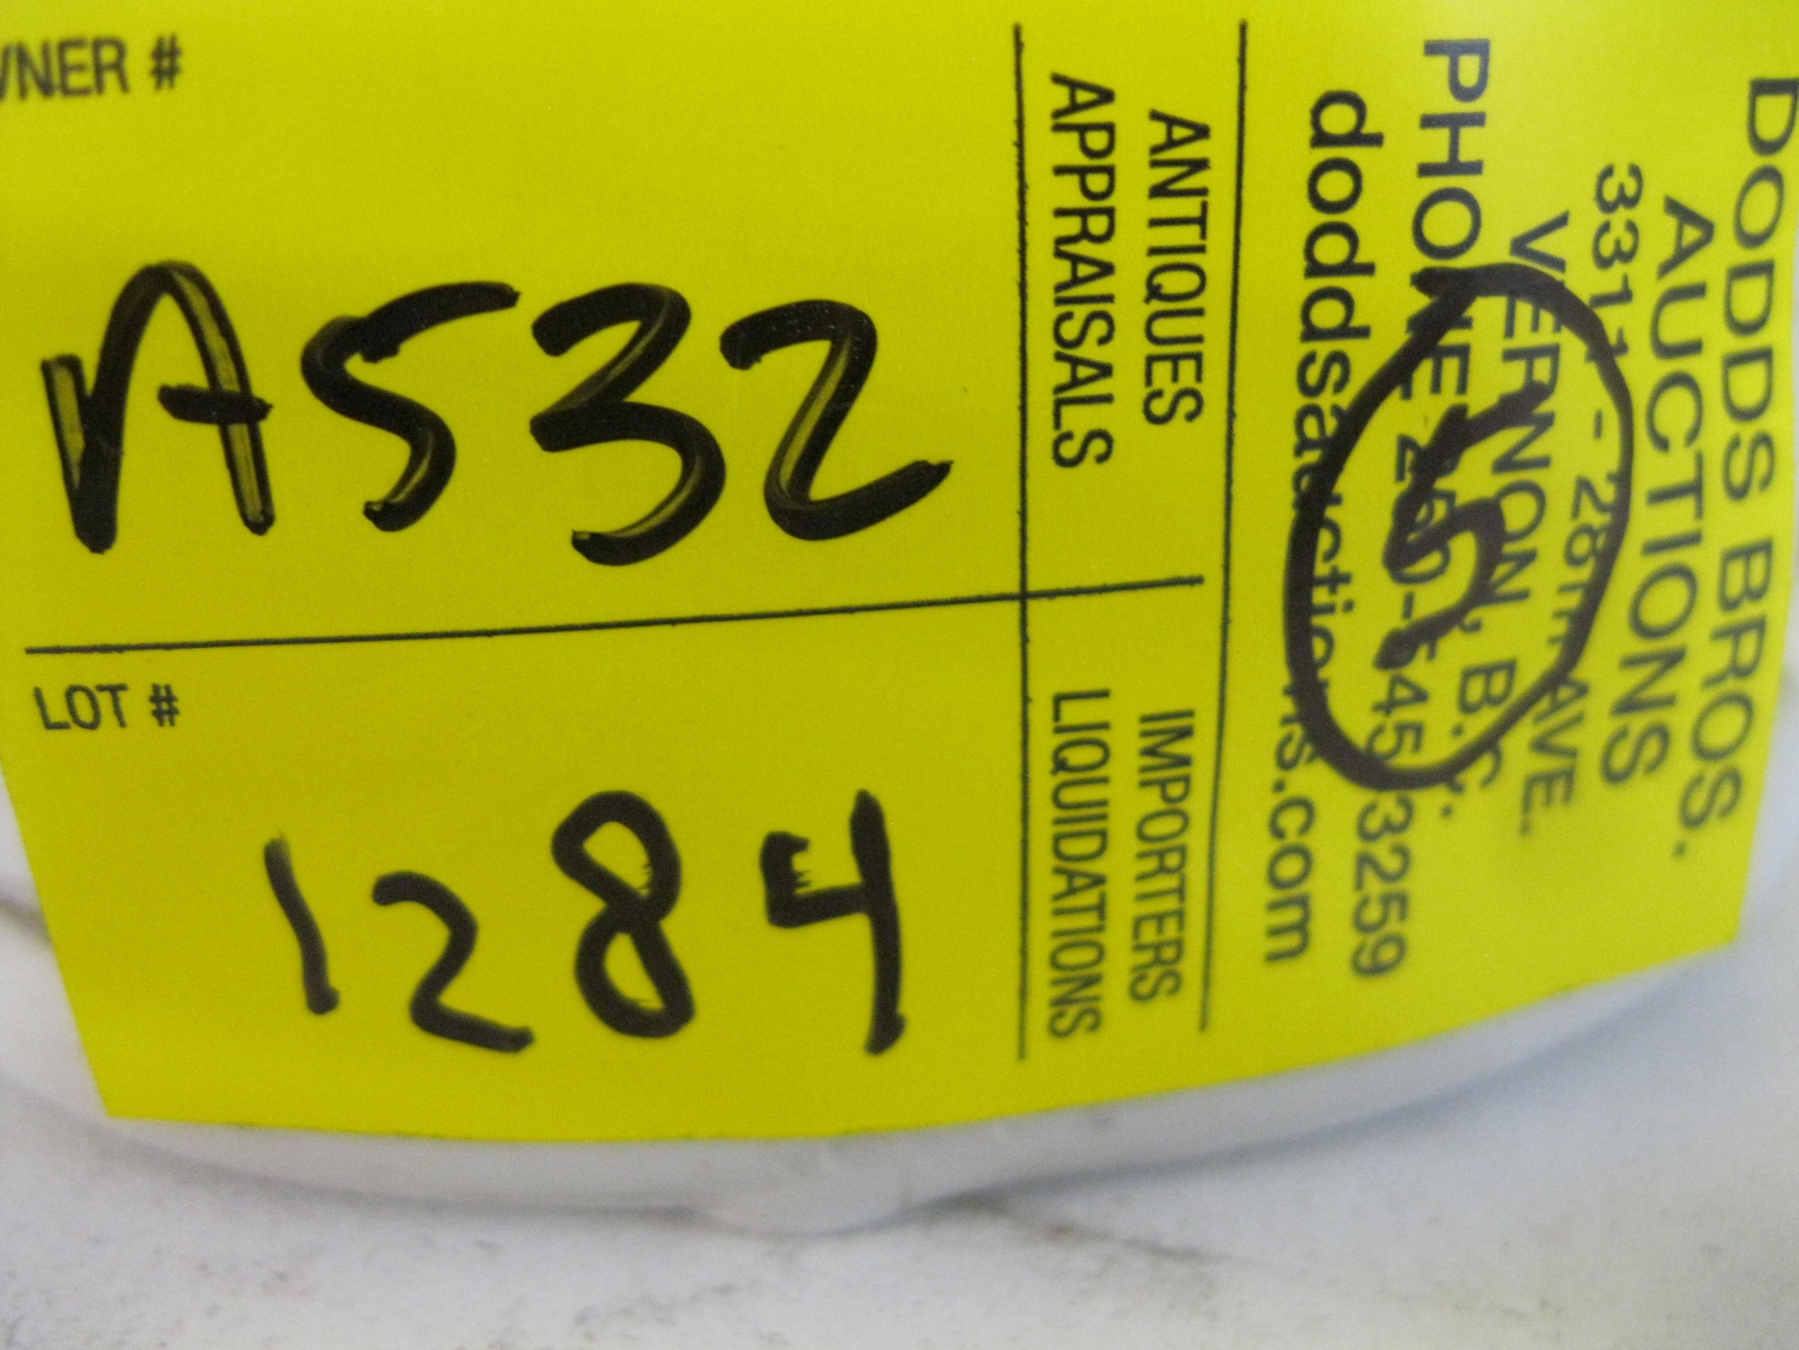 OWNER #
A532
LOT #
1284
ANTIQUES
APPRAISALS
IMPORTERS
LIQUIDATIONS
DODDS BROS.
AUCTIONS
3311 - 28TH AVE.
VERNON, B.C.
PHONE 250-545-3259
doddsauctions.com
5